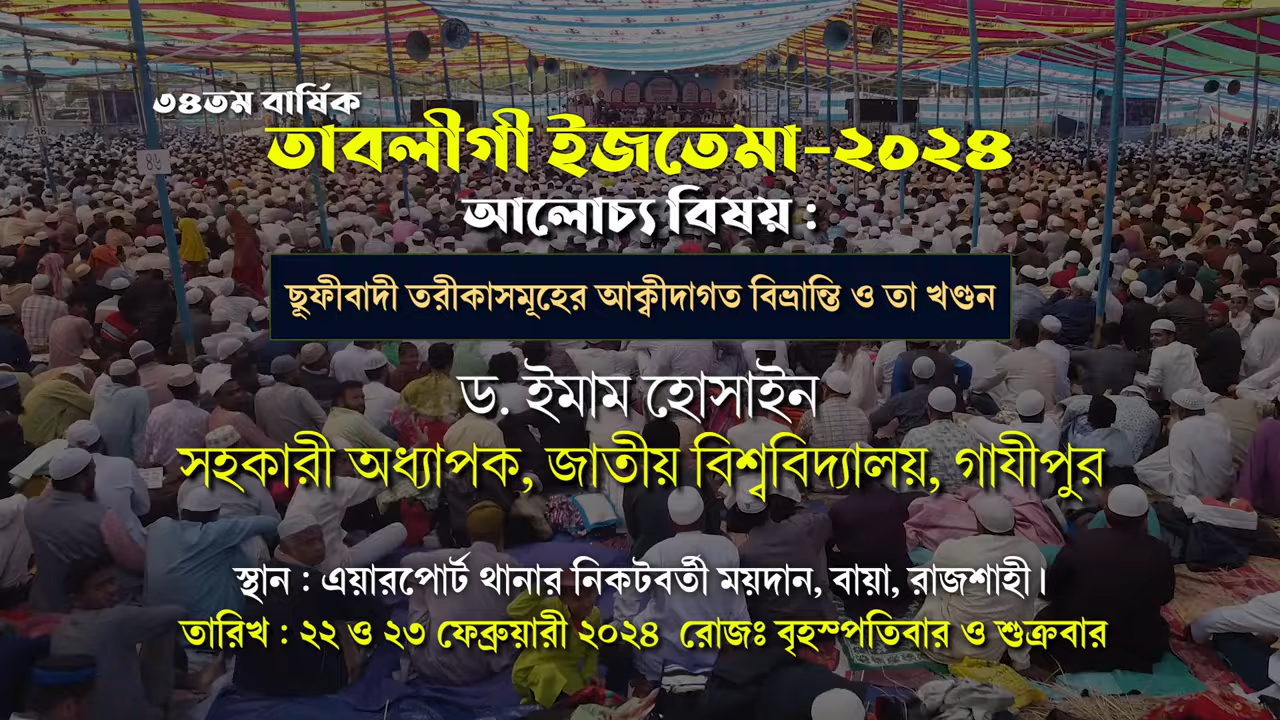 ৩৪তম বার্ষিক
তাবলীগী ইজতেমা-২০২৪
আলোচ্য বিষয় :
ছূফীবাদী তরীকাসমূহের আক্বীদাগত বিভ্রান্তি ও তা খণ্ডন
ড. ইমাম হোসাইন
সহকারী অধ্যাপক, জাতীয় বিশ্ববিদ্যালয়, গাযীপুর
স্থান : এয়ারপোর্ট থানার নিকটবর্তী ময়দান, বায়া, রাজশাহী।
তারিখ : ২২ ও ২৩ ফেব্রুয়ারী ২০২৪ রোজঃ বৃহস্পতিবার ও শুক্রবার